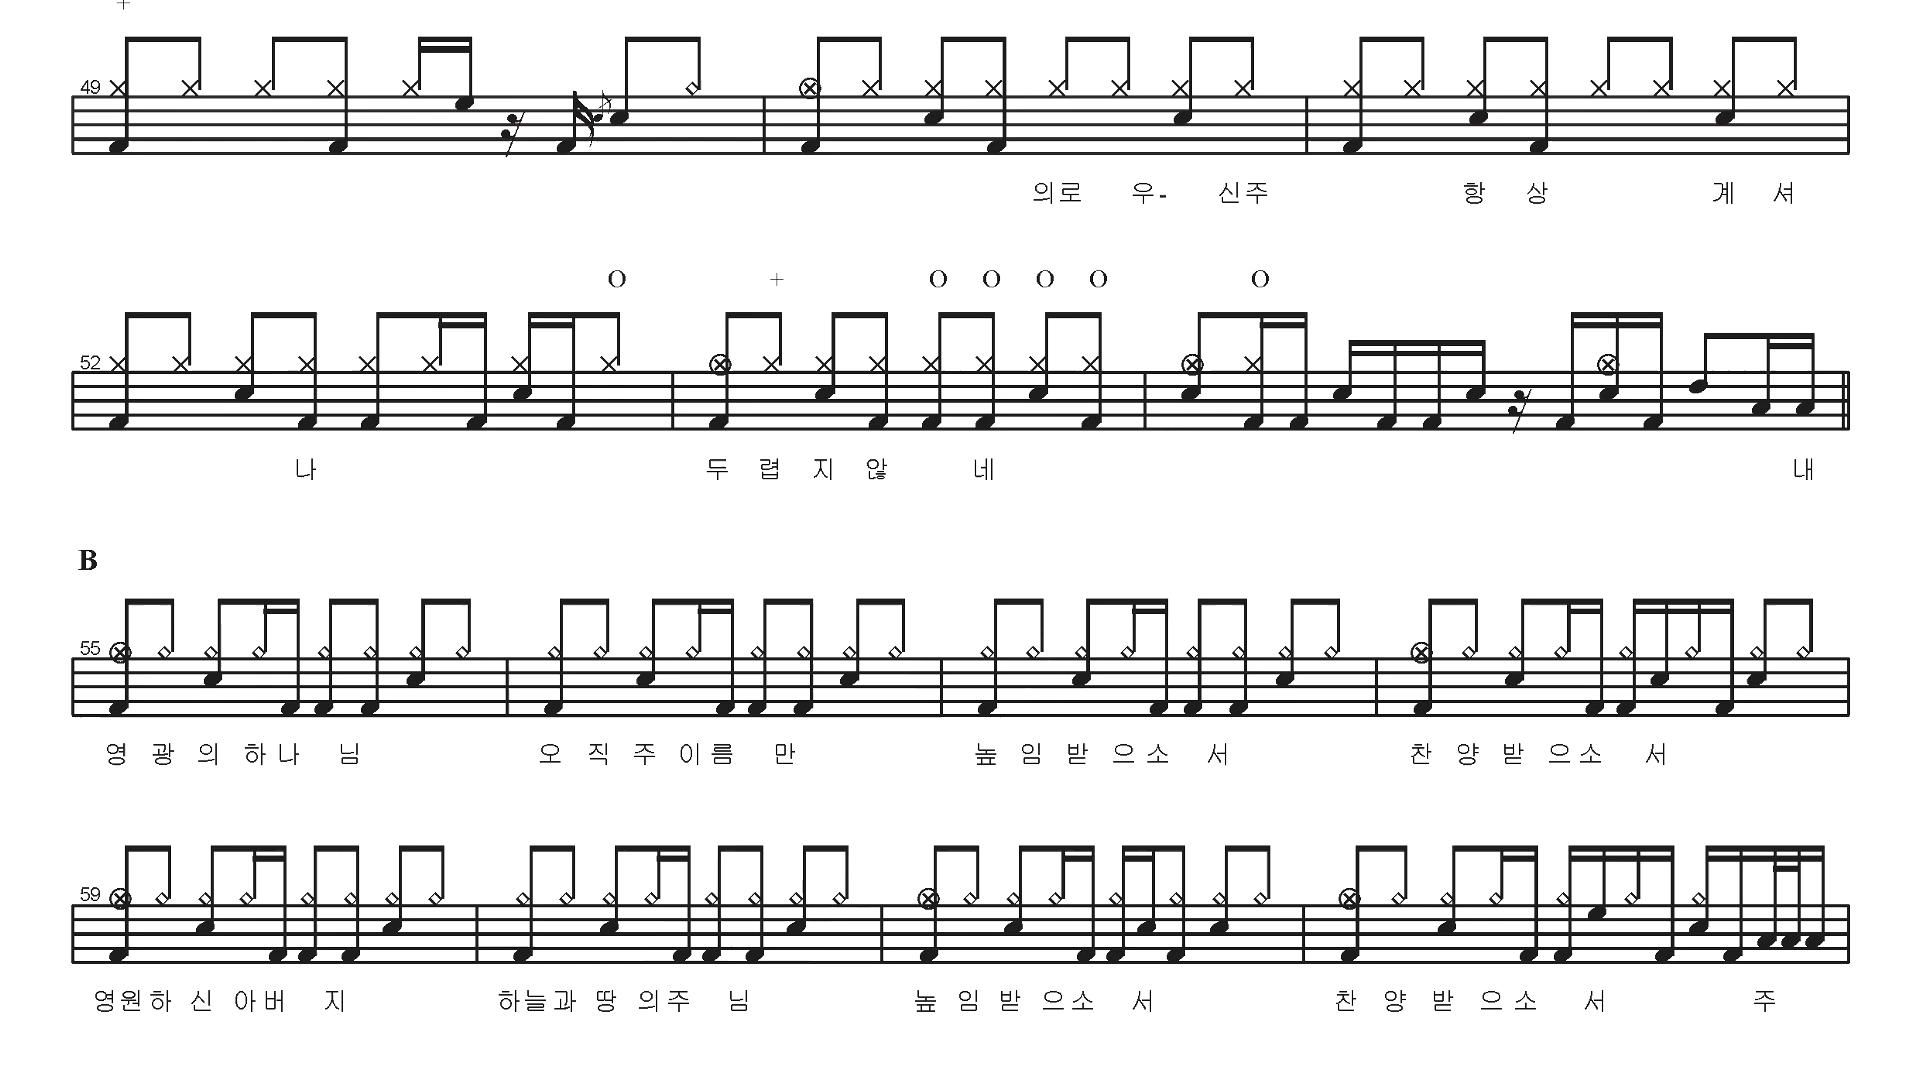 +
49
의로 우- 신주 항 상 계 셔
O + O O O O O
52
나 두 렵 지 않 네 내
B
55
영 광 의 하 나 님 오 직 주 이 름 만 높 임 받 으 소 서 찬 양 받 으 소 서
59
영원하 신 아버 지 하늘과 땅 의주 님 높 임 받 으소 서 찬 양 받 으 소 서 주